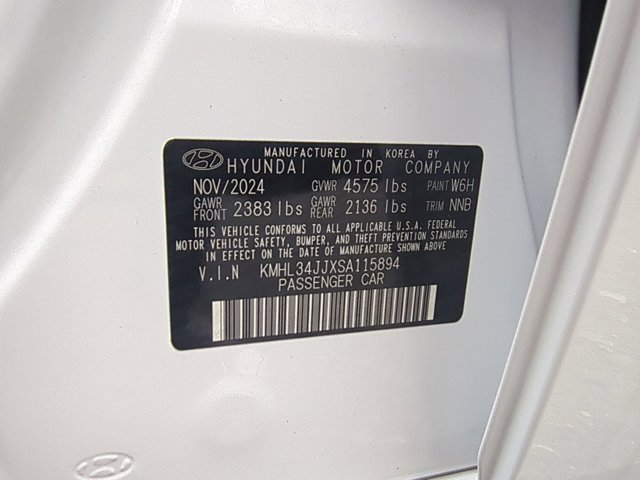 MANUFACTURED IN KOREA BY
HYUNDAI MOTOR COMPANY
NOV/2024 GVWR 4575 lbs PAINT W6H
GAWR FRONT 2383 lbs GAWR REAR 2136 lbs TRIM NNB
THIS VEHICLE CONFORMS TO ALL APPLICABLE U.S.A. FEDERAL
MOTOR VEHICLE SAFETY, BUMPER, AND THEFT PREVENTION STANDARDS
IN EFFECT ON THE DATE OF MANUFACTURE SHOWN ABOVE.
V.I.N KMHL34JJXSA115894
PASSENGER CAR